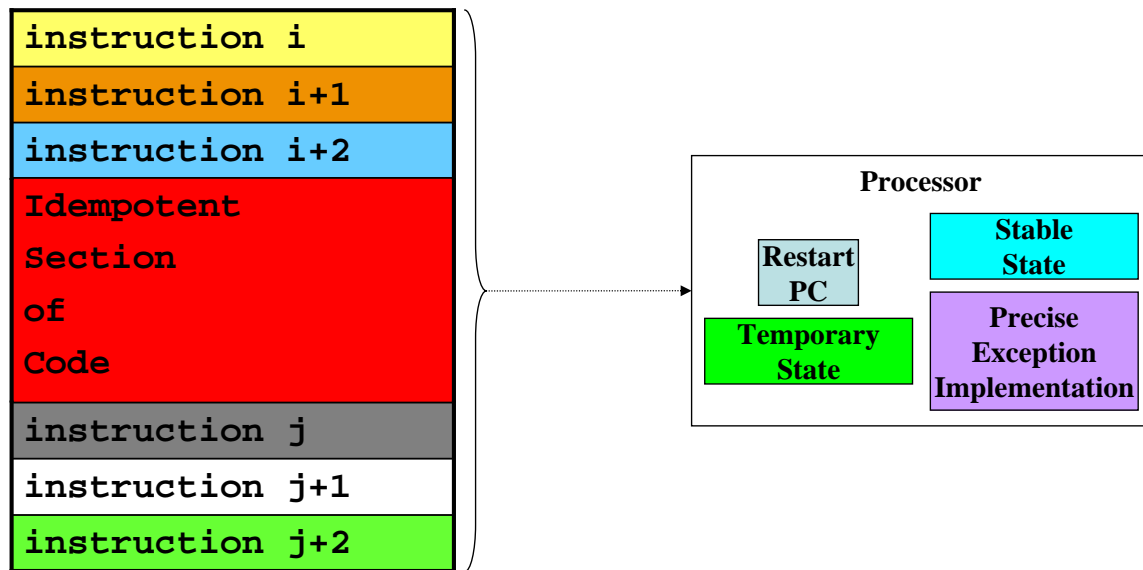 instruction i
instruction i+1
instruction i+2
Idempotent
Section
of
Code
instruction j
instruction j+1
instruction j+2
Processor
Restart
PC
Temporary
State
Stable
State
Precise
Exception
Implementation